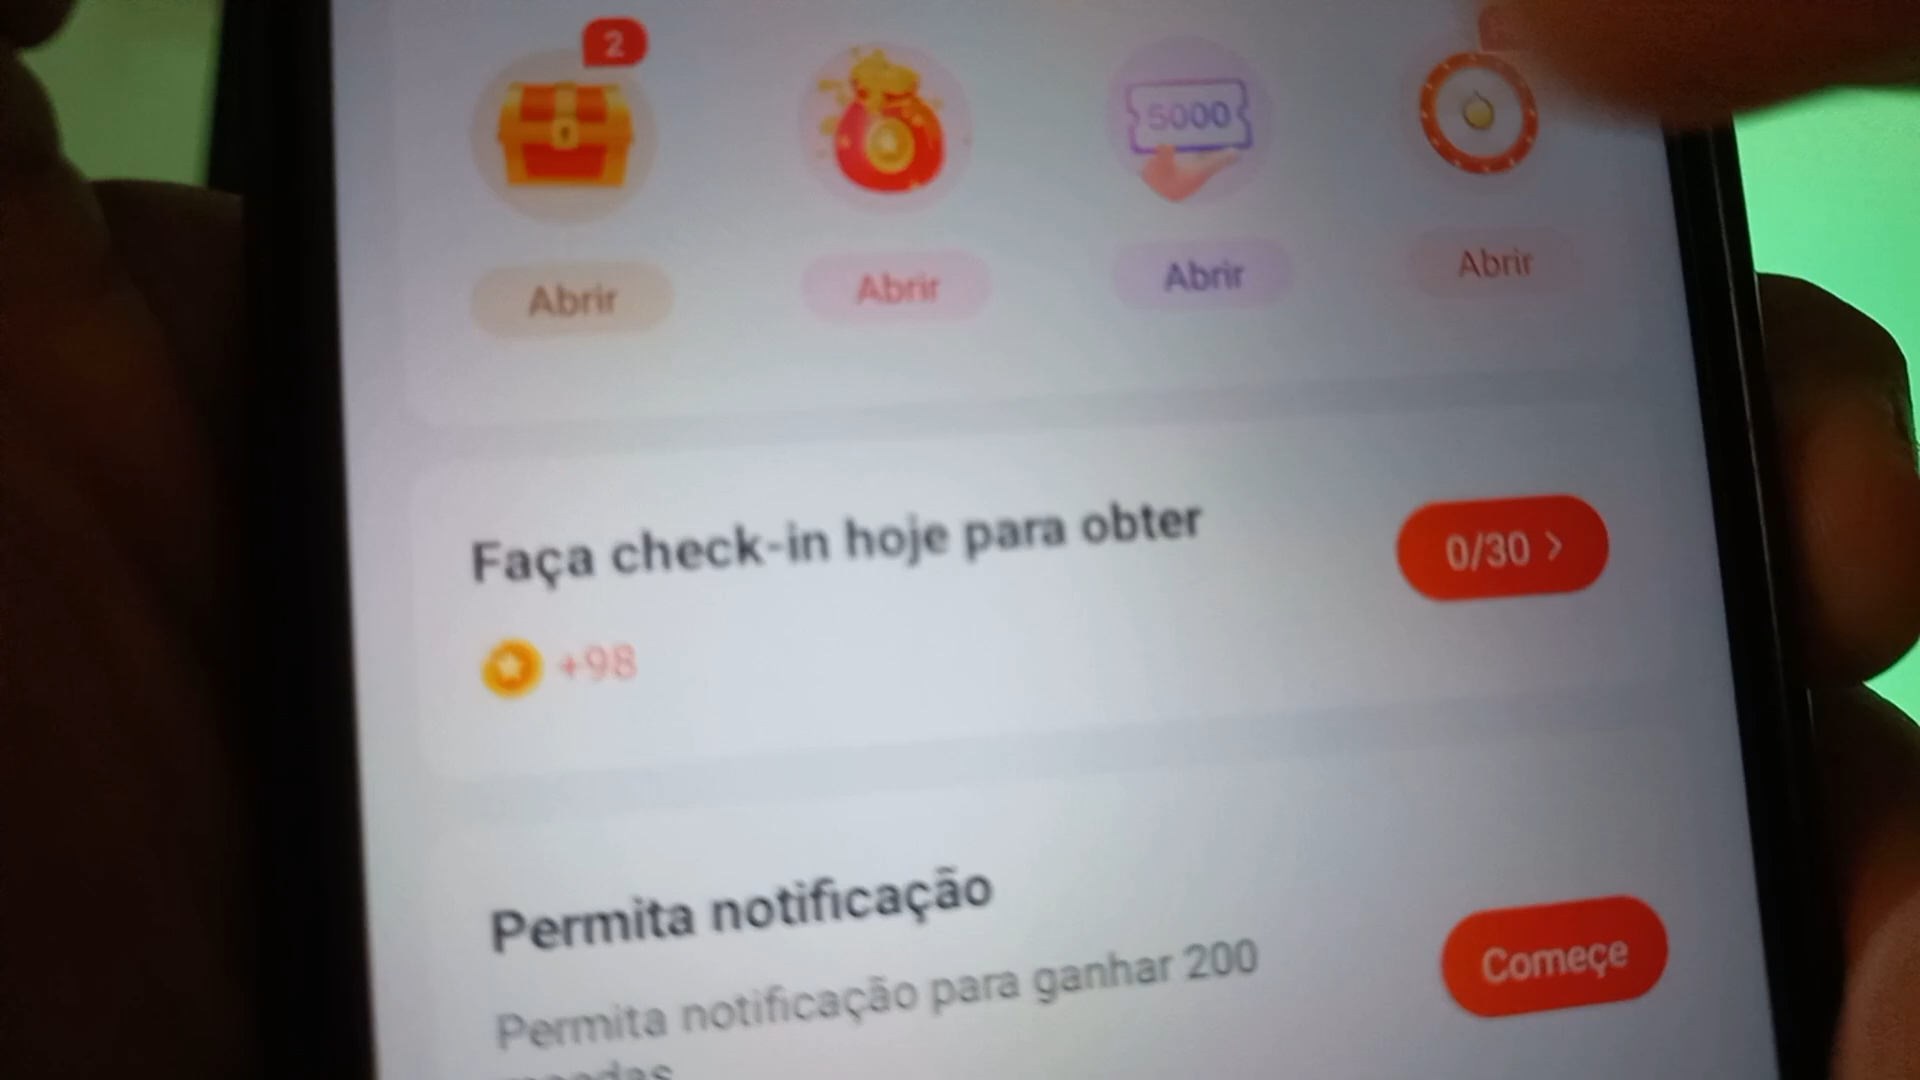 2
5000
Abrir
Abrir
Abrir
Abrir
Faça check-in hoje para obter
0/30 >
+98
Permita notificação
Permita notificação para ganhar 200
Começe
moedas